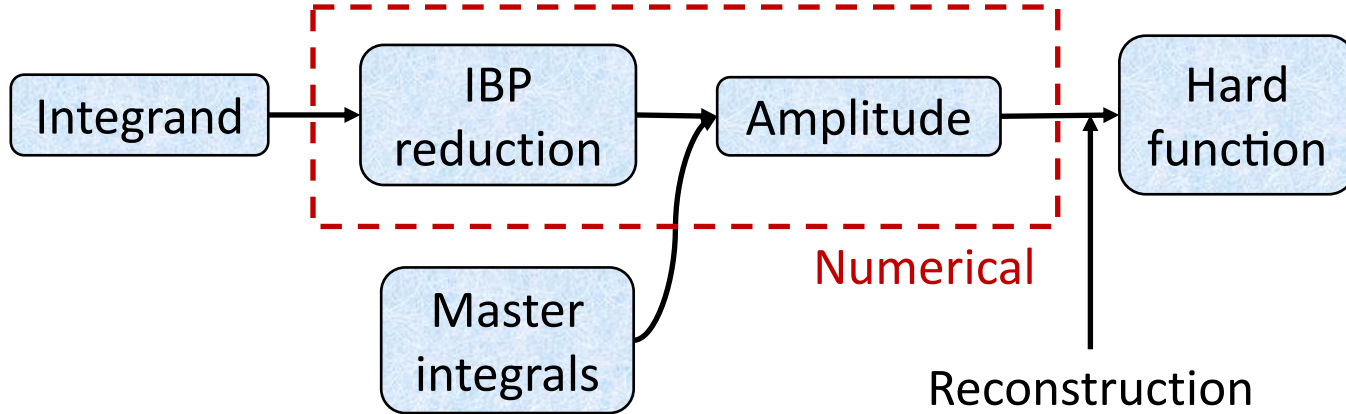 Integrand
IBP
reduction
Amplitude
Hard
function
Numerical
Master
integrals
Reconstruction